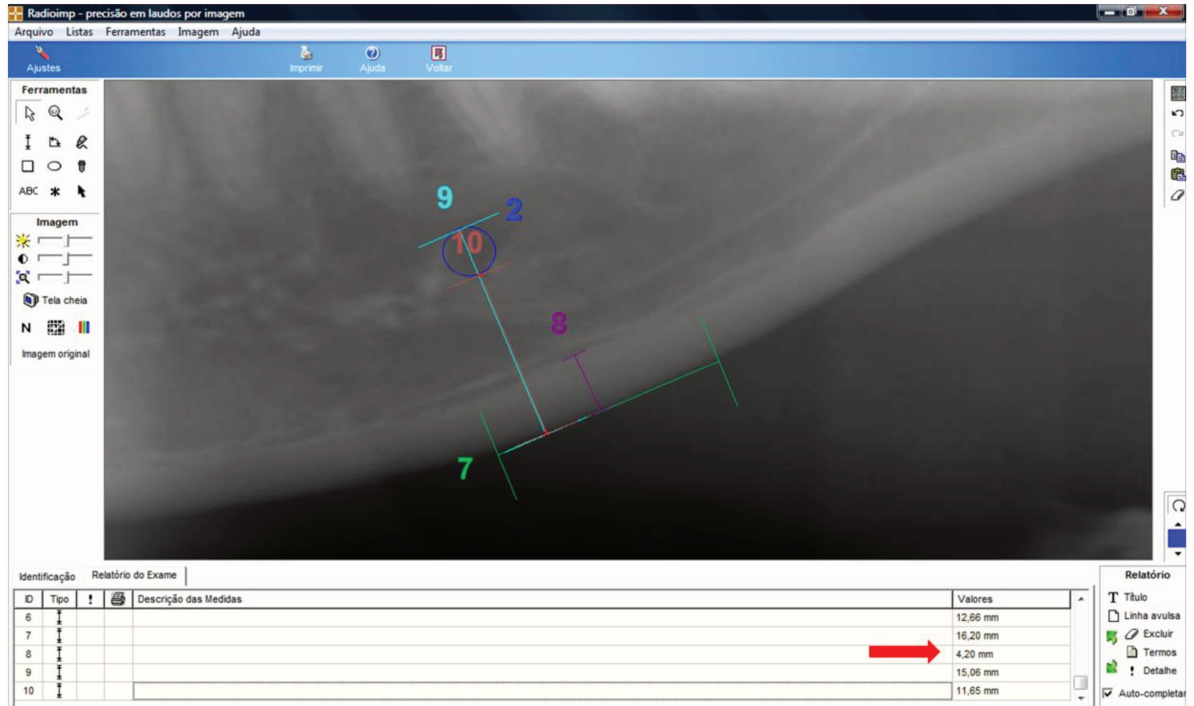 Radioimp - precisão em laudos por imagem
Arquivo Listas Ferramentas Imagem Ajuda
Ajustes Imprimir Ajuda Voltar
Ferramentas
ABC
Imagem
Tela cheia
N
Imagem original
9
2
10
8
7
Identificação Relatório do Exame
ID Tipo ! Descrição das Medidas Valores
6 12,66 mm
7 16,20 mm
8 4,20 mm
9 15,06 mm
10 11,65 mm
Relatório
T Título
Linha avulsa
Excluir
Termos
! Detalhe
Auto-completar